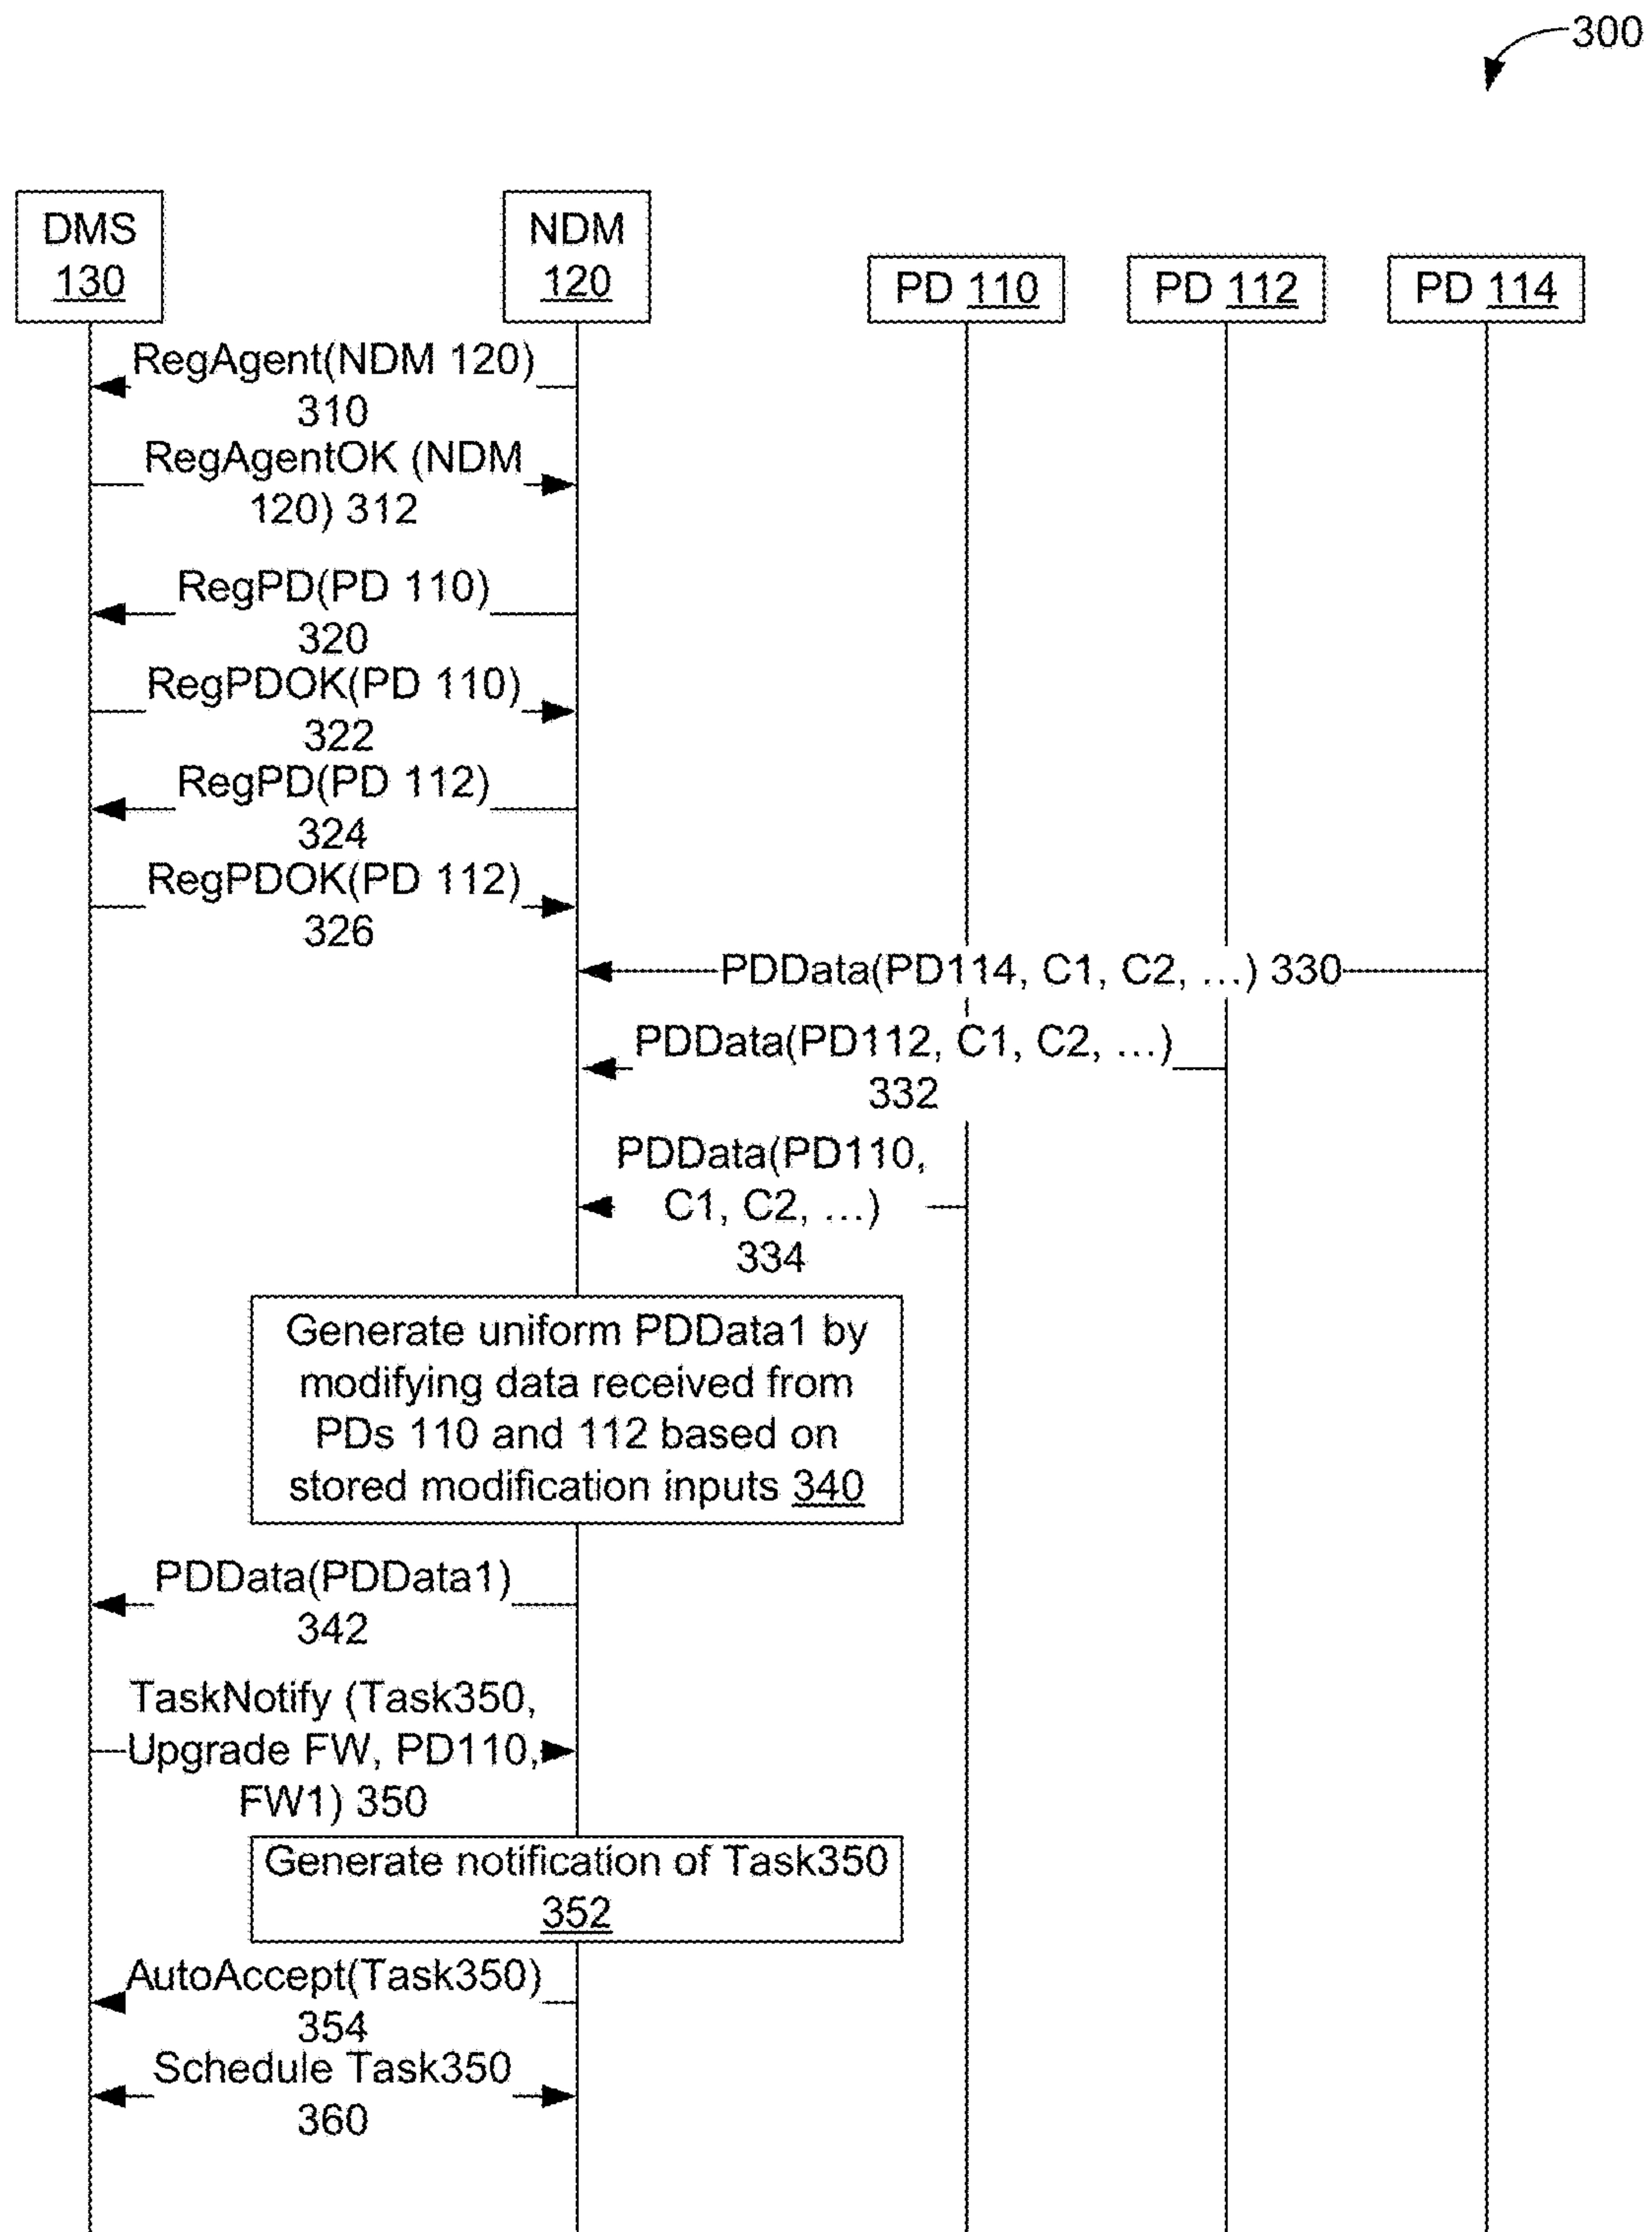 300
DMS
130
NDM
120
PD 110
PD 112
PD 114
RegAgent(NDM 120)
310
RegAgentOK (NDM
120) 312
RegPD(PD 110)
320
RegPDOK(PD 110)
322
RegPD(PD 112)
324
RegPDOK(PD 112)
326
PDData(PD114, C1, C2, ...) 330
PDData(PD112, C1, C2, ...)
332
PDData(PD110,
C1, C2, ...)
334
Generate uniform PDData1 by
modifying data received from
PDs 110 and 112 based on
stored modification inputs 340
PDData(PDData1)
342
TaskNotify (Task350,
Upgrade FW, PD110,
FW1) 350
Generate notification of Task350
352
AutoAccept(Task350)
354
Schedule Task350
360